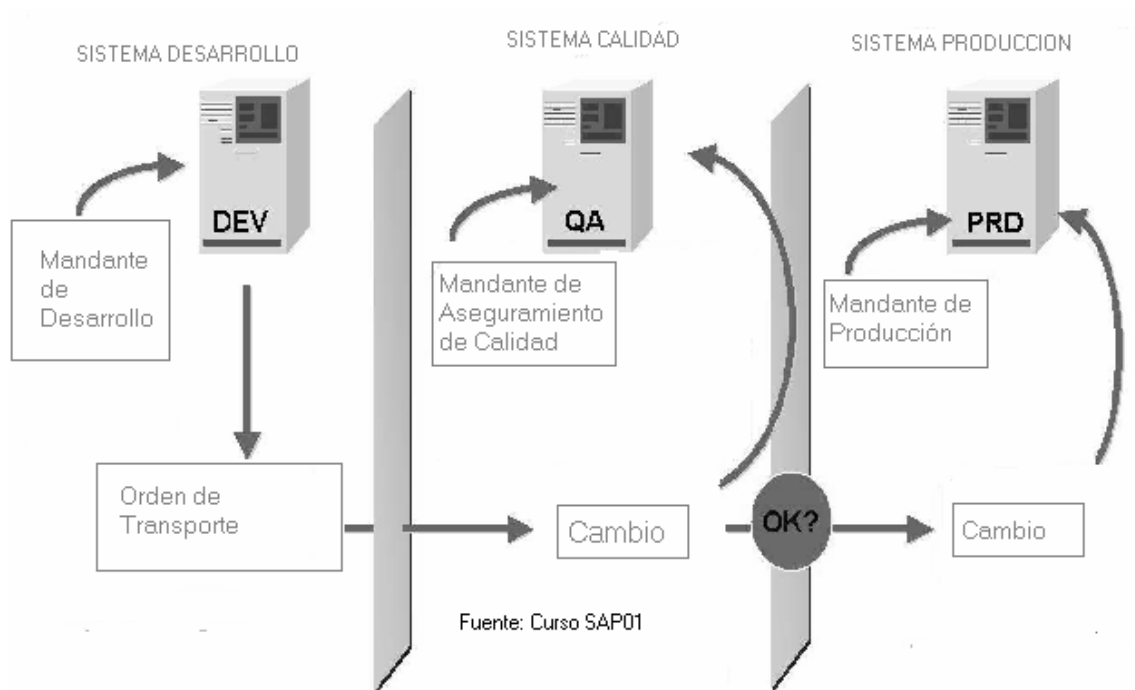 SISTEMA DESARROLLO
SISTEMA CALIDAD
SISTEMA PRODUCCION
DEV
QA
PRD
Mandante
de
Desarrollo
Mandante de
Aseguramiento
de Calidad
Mandante de
Producción
Orden de
Transporte
Cambio
OK?
Cambio
Fuente: Curso SAP01